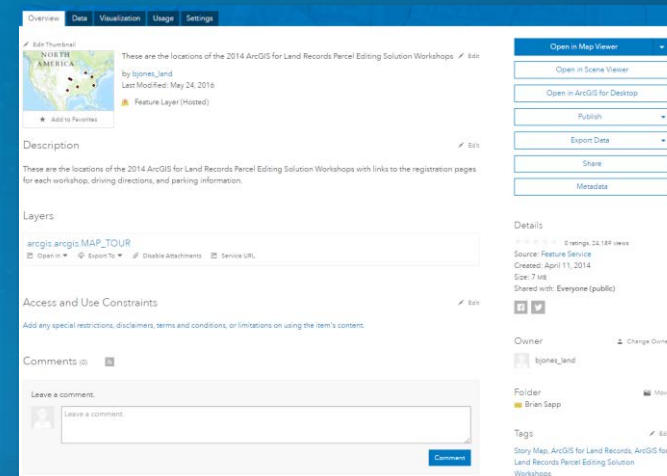 Overview Data Visualization Usage Settings
Edit Thumbnail
NORTH
AMERICA
These are the locations of the 2014 ArcGIS for Land Records Parcel Editing Solution Workshops Edit
by bjones_land
Last Modified: May 24, 2016
Feature Layer (Hosted)
Add to Favorites
Description Edit
These are the locations of the 2014 ArcGIS for Land Records Parcel Editing Solution Workshops with links to the registration pages
for each workshop, driving directions, and parking information.
Layers
arcgis.arcgis.MAP_TOUR
Open in Export To Disable Attachments Service URL
Access and Use Constraints Edit
Add any special restrictions, disclaimers, terms and conditions, or limitations on using the item's content.
Comments (0)
Leave a comment.
Leave a comment.
Comment
Open in Map Viewer
Open in Scene Viewer
Open in ArcGIS for Desktop
Publish
Export Data
Share
Metadata
Details
0 ratings, 24,189 views
Source: Feature Service
Created: April 11, 2014
Size: 7 MB
Shared with: Everyone (public)
Owner Change Owne
bjones_land
Folder Mov
Brian Sapp
Tags Ed
Story Map, ArcGIS for Land Records, ArcGIS for
Land Records Parcel Editing Solution
Workshops